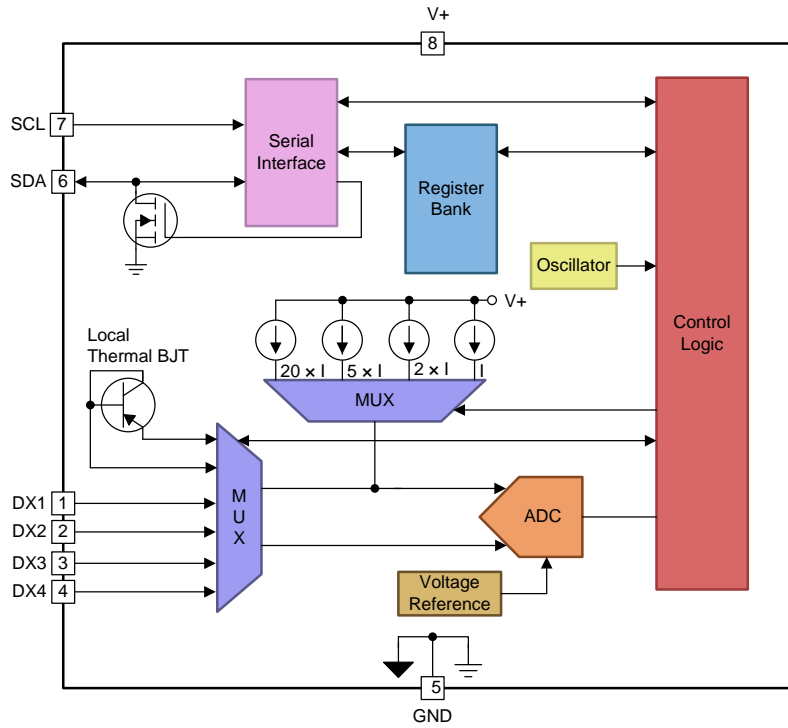 V+
8
SCL
7
Serial
Interface
SDA
6
Register
Bank
Oscillator
V+
Control
Logic
Local
Thermal BJT
20 × I
5 × I
2 × I
I
MUX
M
U
X
DX1
1
DX2
2
DX3
3
DX4
4
ADC
Voltage
Reference
5
GND